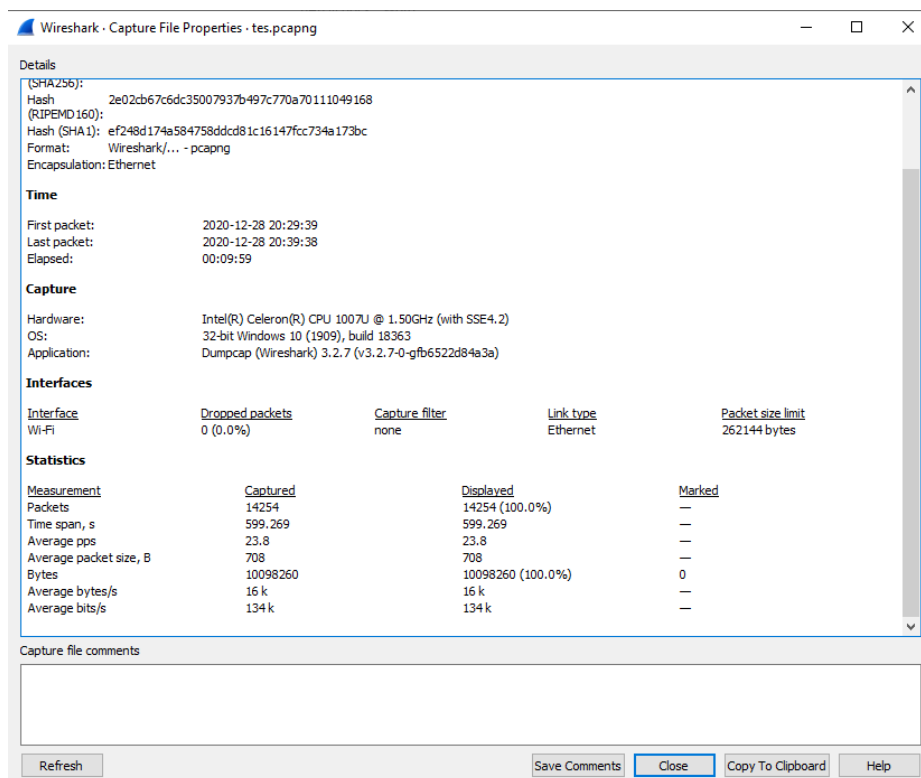 Wireshark · Capture File Properties · tes.pcapng
Details
(SHA256):
Hash 2e02cb67c6dc35007937b497c770a70111049168
(RIPEMD160):
Hash (SHA1): ef248d174a584758ddcd81c16147fcc734a173bc
Format: Wireshark/... - pcapng
Encapsulation: Ethernet
Time
First packet: 2020-12-28 20:29:39
Last packet: 2020-12-28 20:39:38
Elapsed: 00:09:59
Capture
Hardware: Intel(R) Celeron(R) CPU 1007U @ 1.50GHz (with SSE4.2)
OS: 32-bit Windows 10 (1909), build 18363
Application: Dumpcap (Wireshark) 3.2.7 (v3.2.7-0-gfb6522d84a3a)
Interfaces
Interface Dropped packets Capture filter Link type Packet size limit
Wi-Fi 0 (0.0%) none Ethernet 262144 bytes
Statistics
Measurement Captured Displayed Marked
Packets 14254 14254 (100.0%) —
Time span, s 599.269 599.269 —
Average pps 23.8 23.8 —
Average packet size, B 708 708 —
Bytes 10098260 10098260 (100.0%) 0
Average bytes/s 16 k 16 k —
Average bits/s 134 k 134 k —
Capture file comments
Refresh Save Comments Close Copy To Clipboard Help